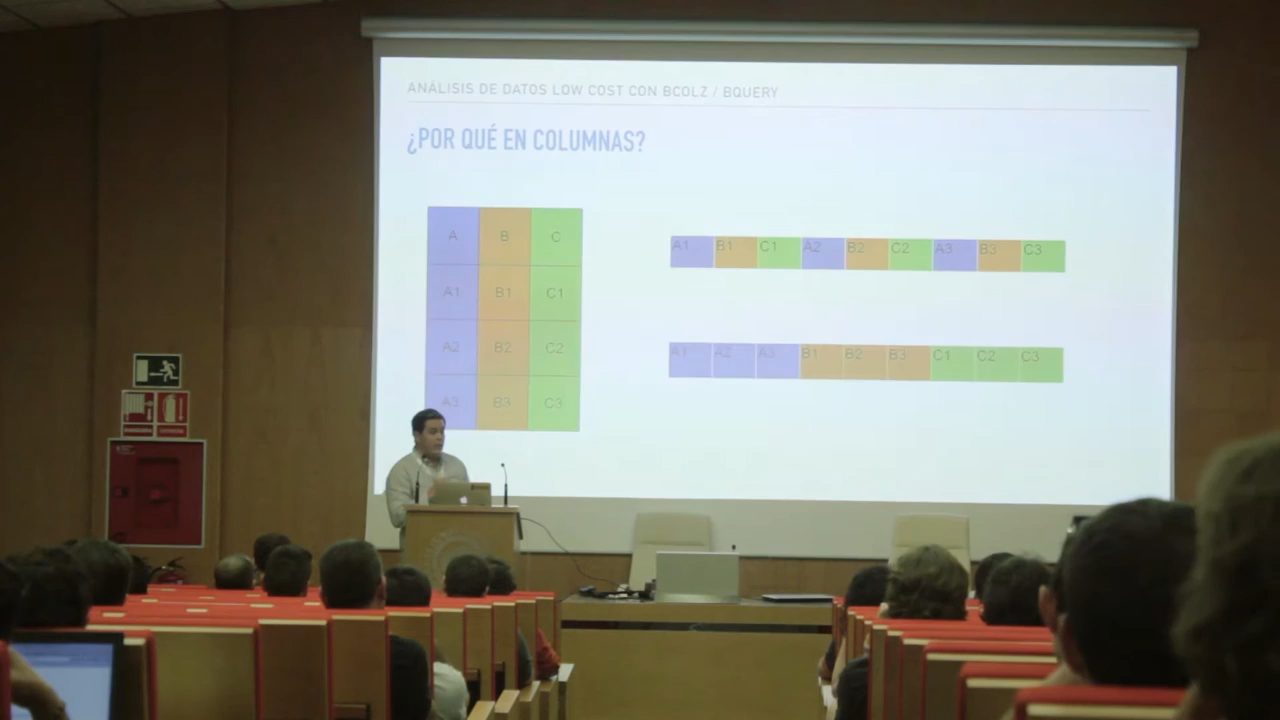 ANÁLISIS DE DATOS LOW COST CON BCOLZ / BQUERY
¿POR QUÉ EN COLUMNAS?
A B C
A1 B1 C1
A2 B2 C2
A3 B3 C3
A1 B1 C1 A2 B2 C2 A3 B3 C3
A1 A2 A3 B1 B2 B3 C1 C2 C3